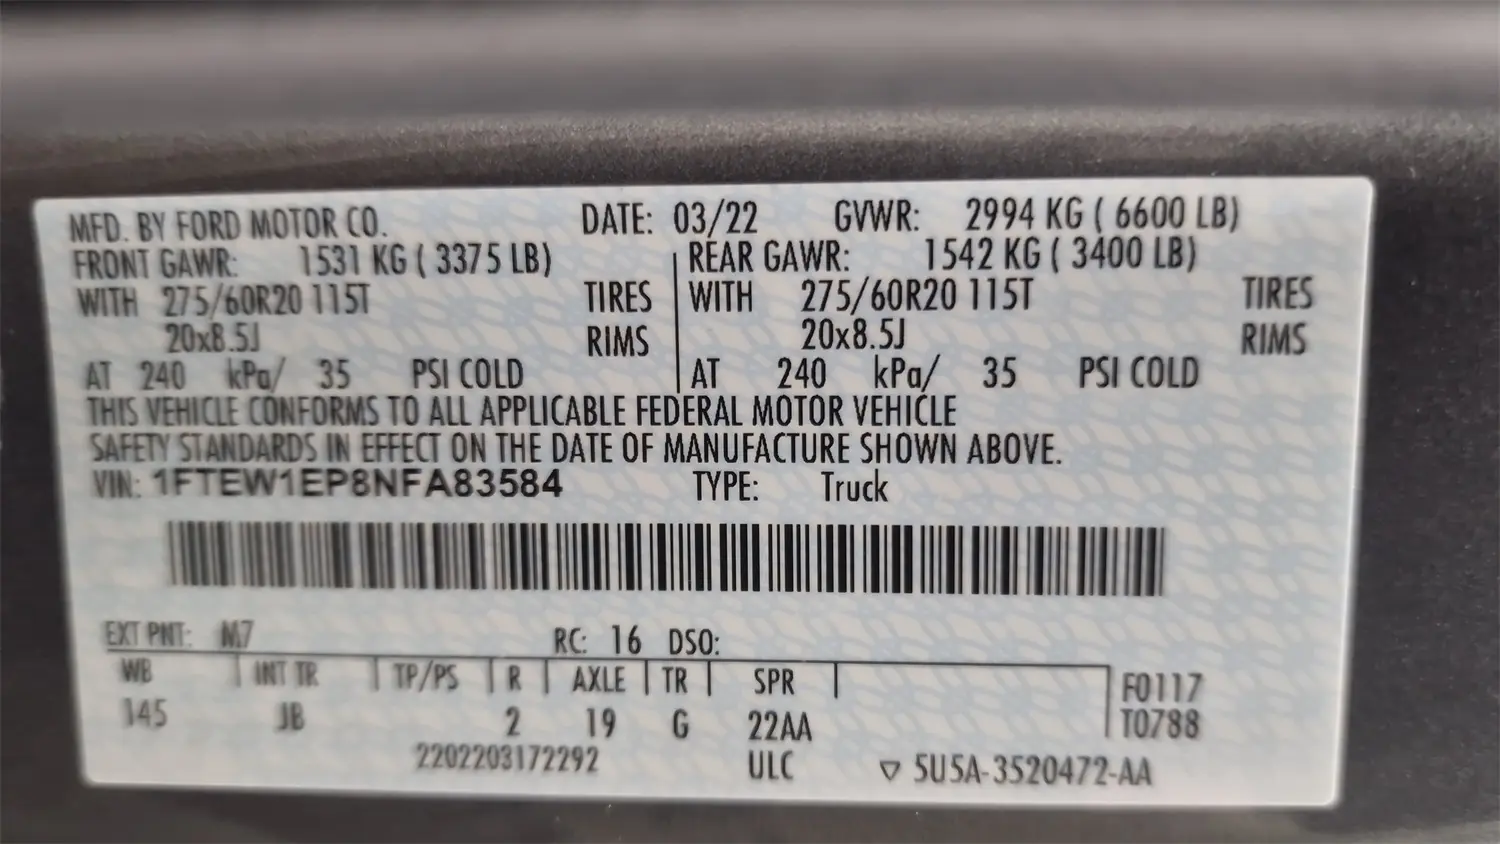 MFD. BY FORD MOTOR CO. DATE: 03/22 GVWR: 2994 KG ( 6600 LB)
FRONT GAWR: 1531 KG ( 3375 LB) REAR GAWR: 1542 KG ( 3400 LB)
WITH 275/60R20 115T TIRES WITH 275/60R20 115T TIRES
20x8.5J RIMS 20x8.5J RIMS
AT 240 kPa/ 35 PSI COLD AT 240 kPa/ 35 PSI COLD
THIS VEHICLE CONFORMS TO ALL APPLICABLE FEDERAL MOTOR VEHICLE
SAFETY STANDARDS IN EFFECT ON THE DATE OF MANUFACTURE SHOWN ABOVE.
VIN: 1FTEW1EP8NFA83584 TYPE: Truck
EXT PNT: M7 RC: 16 DSO:
WB INT TR TP/PS R AXLE TR SPR F0117
145 JB 2 19 G 22AA T0788
2202203172292 ULC ▽ 5U5A-3520472-AA